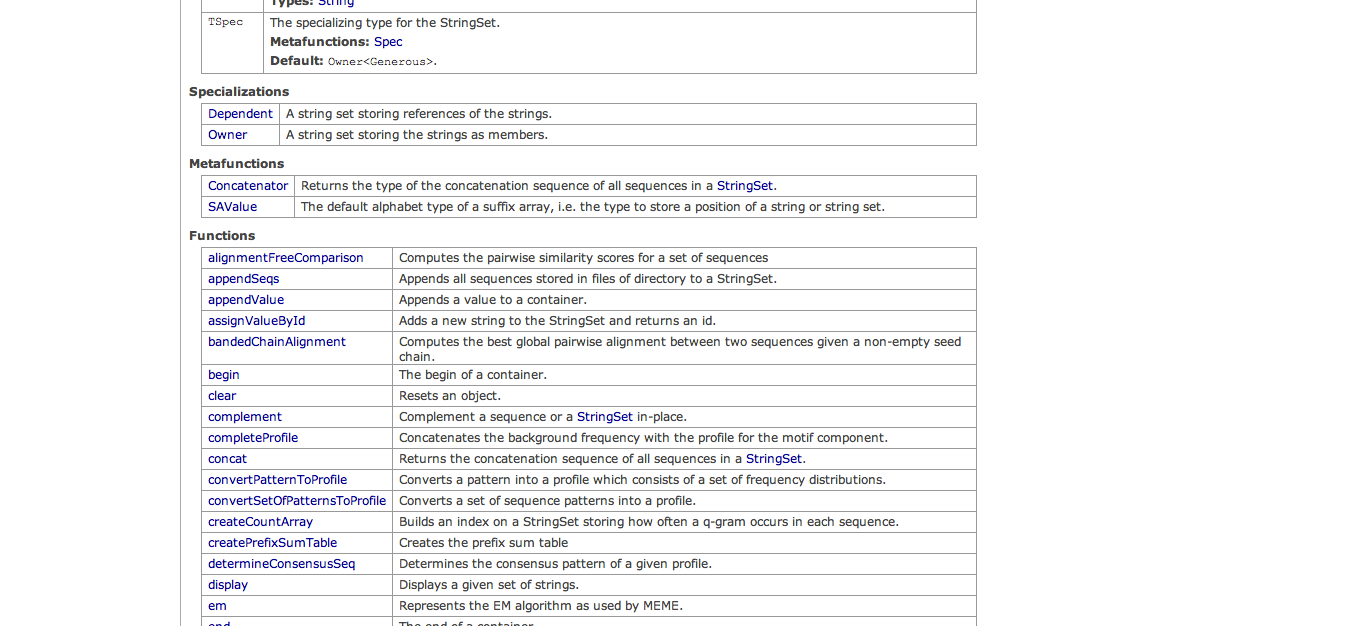 Types: String
TSpec The specializing type for the StringSet.
Metafunctions: Spec
Default: Owner<Generous>.
Specializations
Dependent A string set storing references of the strings.
Owner A string set storing the strings as members.
Metafunctions
Concatenator Returns the type of the concatenation sequence of all sequences in a StringSet.
SAValue The default alphabet type of a suffix array, i.e. the type to store a position of a string or string set.
Functions
alignmentFreeComparison Computes the pairwise similarity scores for a set of sequences
appendSeqs Appends all sequences stored in files of directory to a StringSet.
appendValue Appends a value to a container.
assignValueById Adds a new string to the StringSet and returns an id.
bandedChainAlignment Computes the best global pairwise alignment between two sequences given a non-empty seed
chain.
begin The begin of a container.
clear Resets an object.
complement Complement a sequence or a StringSet in-place.
completeProfile Concatenates the background frequency with the profile for the motif component.
concat Returns the concatenation sequence of all sequences in a StringSet.
convertPatternToProfile Converts a pattern into a profile which consists of a set of frequency distributions.
convertSetOfPatternsToProfile Converts a set of sequence patterns into a profile.
createCountArray Builds an index on a StringSet storing how often a q-gram occurs in each sequence.
createPrefixSumTable Creates the prefix sum table
determineConsensusSeq Determines the consensus pattern of a given profile.
display Displays a given set of strings.
em Represents the EM algorithm as used by MEME.
end The end of a container.